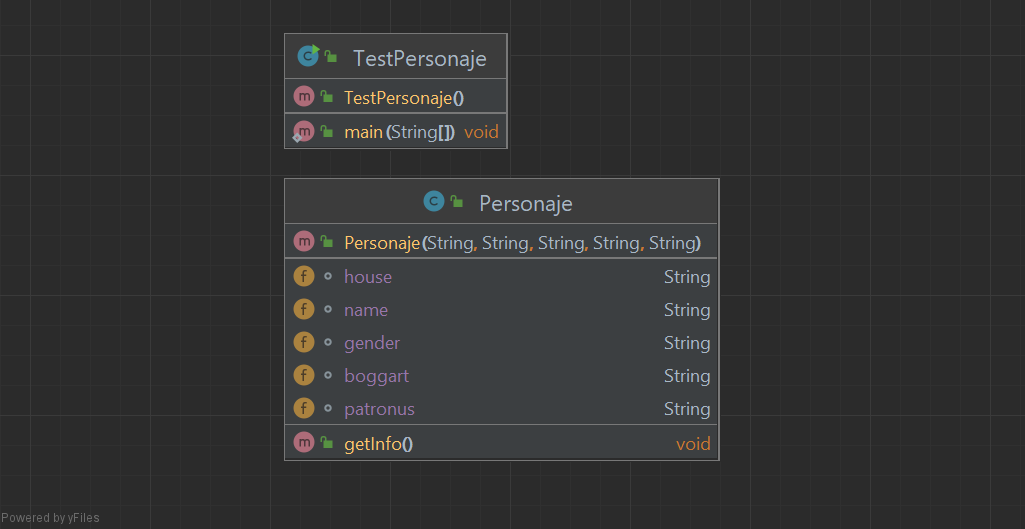 TestPersonaje
TestPersonaje()
main(String[]) void
Personaje
Personaje(String, String, String, String, String)
house String
name String
gender String
boggart String
patronus String
getInfo() void
Powered by yFiles